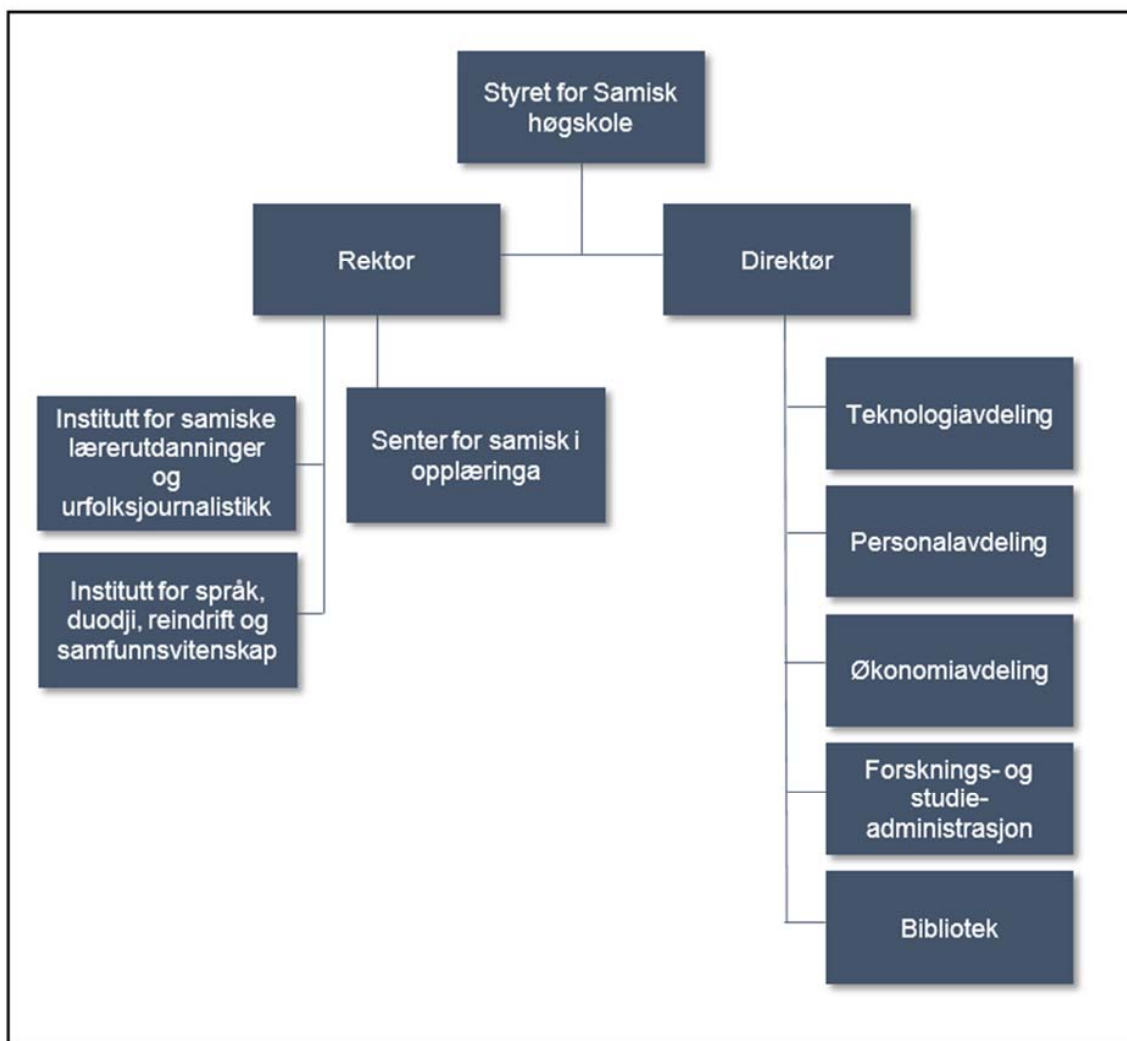 Styret for Samisk
høgskole
Rektor
Direktør
Institutt for samiske
lærerutdanninger
og
urfolksjournalistikk
Senter for samisk i
opplæringa
Institutt for språk,
duodji, reindrift og
samfunnsvitenskap
Teknologiavdeling
Personalavdeling
Økonomiavdeling
Forsknings- og
studie-
administrasjon
Bibliotek